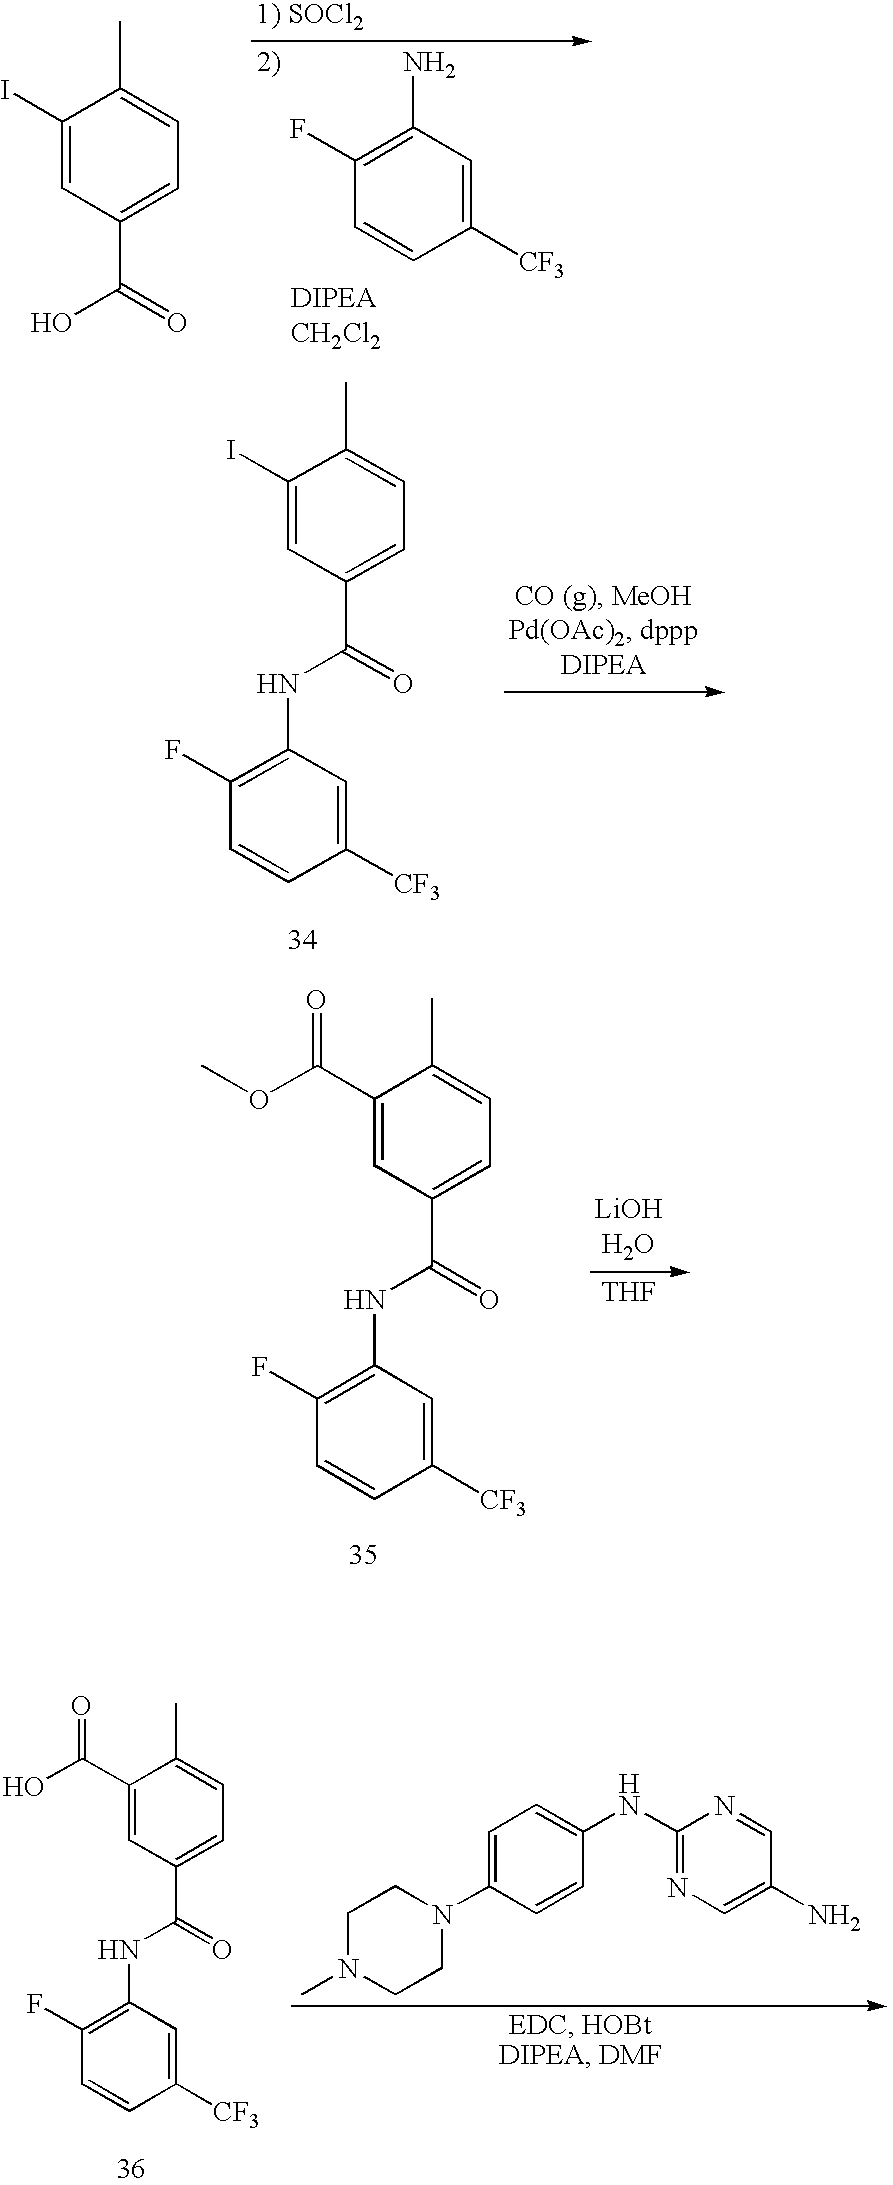 1) SOCl2
2)
NH2
I
F
CF3
HO
O
DIPEA
CH2Cl2
I
HN
O
F
CF3
34
CO (g), MeOH
Pd(OAc)2, dppp
DIPEA
O
O
HN
O
F
CF3
35
LiOH
H2O
THF
O
HO
HN
O
F
CF3
36
H
N
N
N
NH2
N
N
EDC, HOBt
DIPEA, DMF